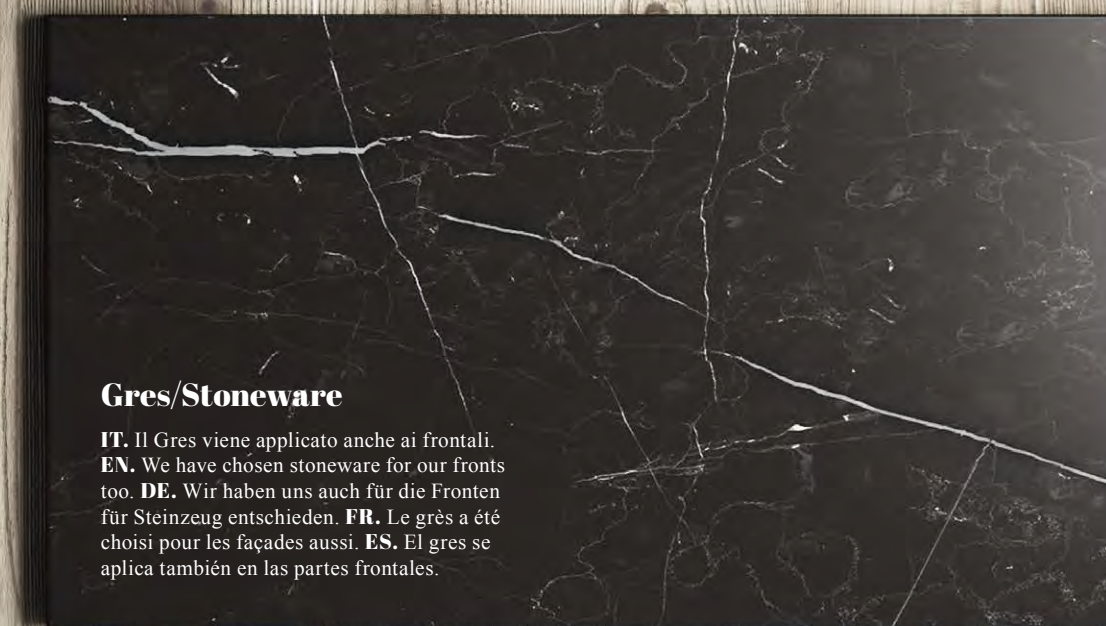 Gres/Stoneware
IT. Il Gres viene applicato anche ai frontali.
EN. We have chosen stoneware for our fronts
too. DE. Wir haben uns auch für die Fronten
für Steinzeug entschieden. FR. Le grès a été
choisi pour les façades aussi. ES. El gres se
aplica también en las partes frontales.